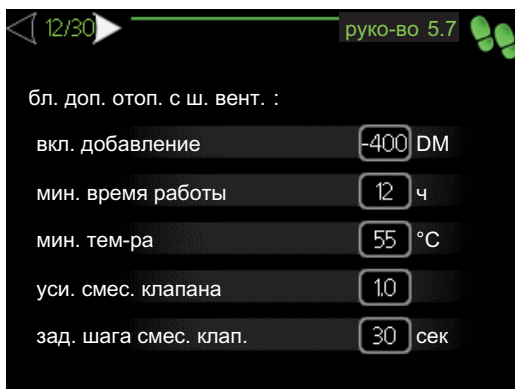 12/30 руко-во 5.7
бл. доп. отоп. с ш. вент. :
вкл. добавление -400 DM
мин. время работы 12 ч
мин. тем-ра 55 °C
уси. смес. клапана 1.0
зад. шага смес. клап. 30 сек